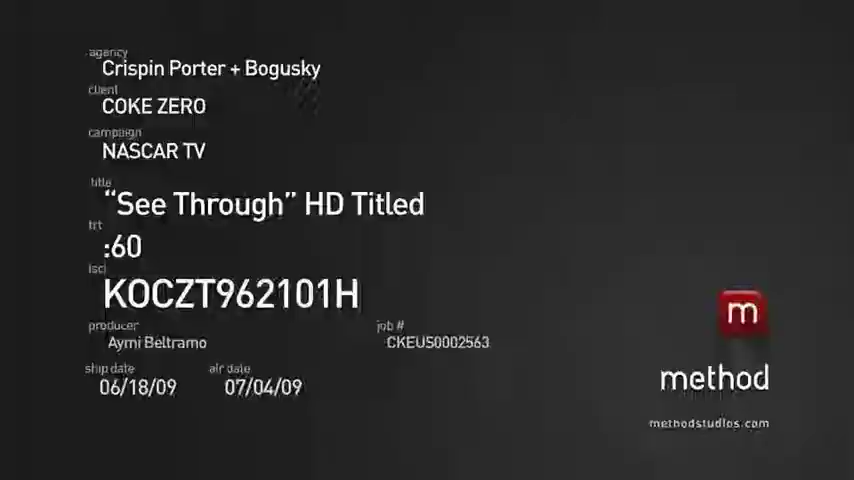 agency
Crispin Porter + Bogusky
client
COKE ZERO
campaign
NASCAR TV
title
“See Through” HD Titled
trt
:60
isci
KOCZT962101H
producer
Aymi Beltramo
job #
CKEUS0002563
ship date
06/18/09
air date
07/04/09
m
method
methodstudios.com